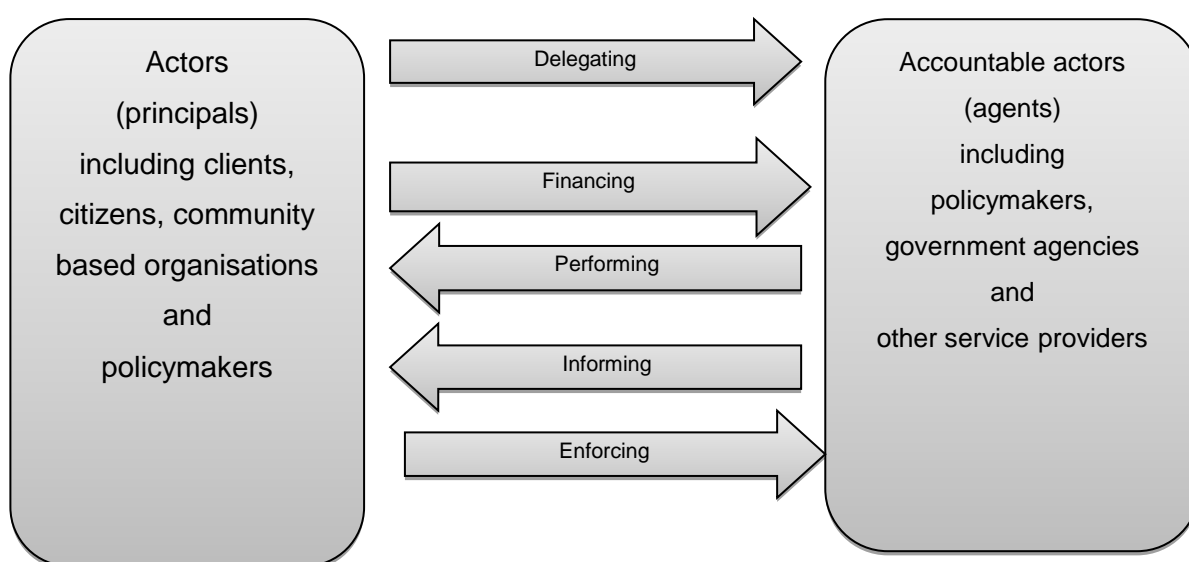 Actors
(principals)
including clients,
citizens, community
based organisations
and
policymakers
Delegating
Financing
Performing
Informing
Enforcing
Accountable actors
(agents)
including
policymakers,
government agencies
and
other service providers